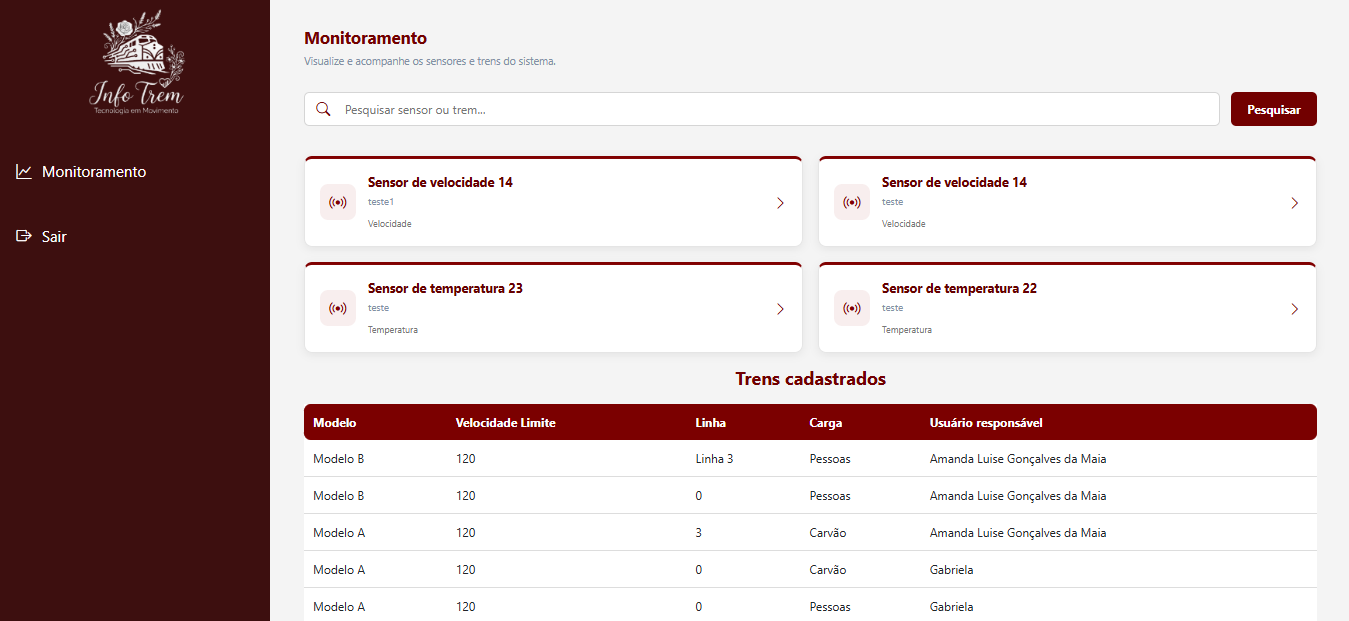 Info Trem
Tecnologia em Movimento
Monitoramento
Sair
Monitoramento
Visualize e acompanhe os sensores e trens do sistema.
Pesquisar sensor ou trem...
Pesquisar
Sensor de velocidade 14
teste1
Velocidade
Sensor de velocidade 14
teste
Velocidade
Sensor de temperatura 23
teste
Temperatura
Sensor de temperatura 22
teste
Temperatura
Trens cadastrados
Modelo Velocidade Limite Linha Carga Usuário responsável
Modelo B 120 Linha 3 Pessoas Amanda Luise Gonçalves da Maia
Modelo B 120 0 Pessoas Amanda Luise Gonçalves da Maia
Modelo A 120 3 Carvão Amanda Luise Gonçalves da Maia
Modelo A 120 0 Carvão Gabriela
Modelo A 120 0 Pessoas Gabriela